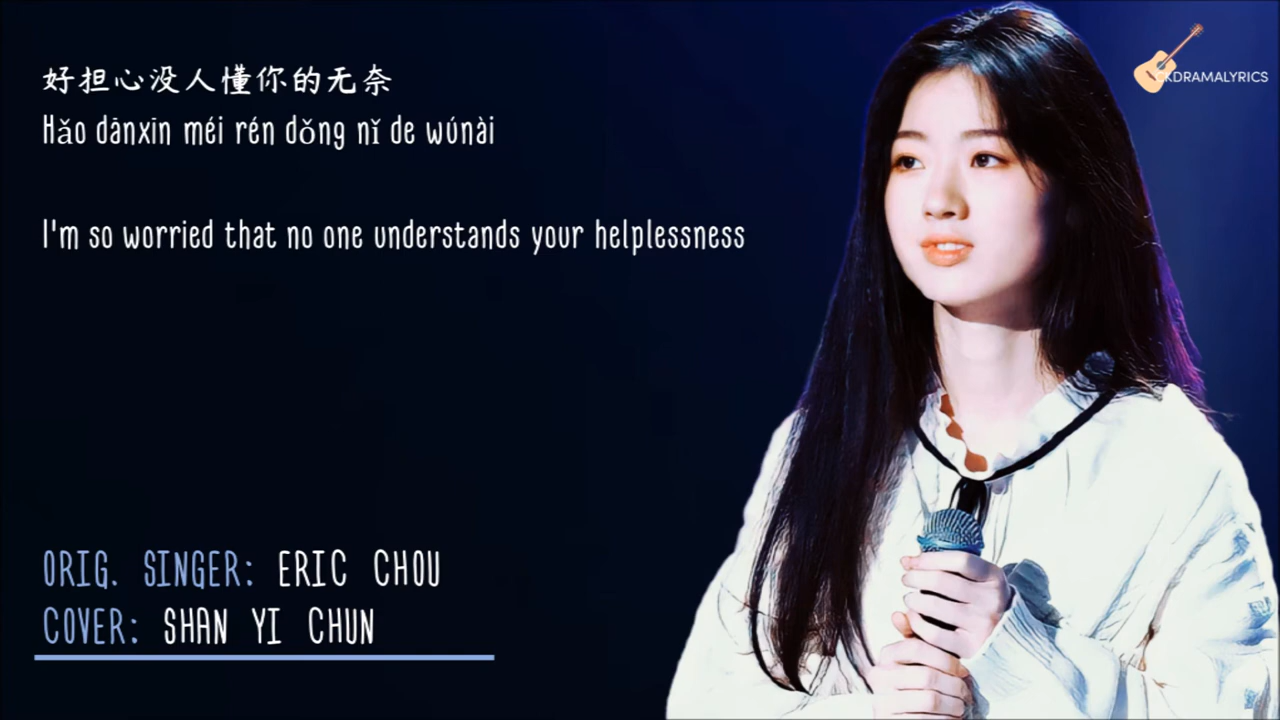 好担心没人懂你的无奈
Hǎo dānxīn méi rén dǒng nǐ de wúnài
I'm so worried that no one understands your helplessness
CKDRAMALYRICS
ORIG. SINGER: ERIC CHOU
COVER: SHAN YI CHUN